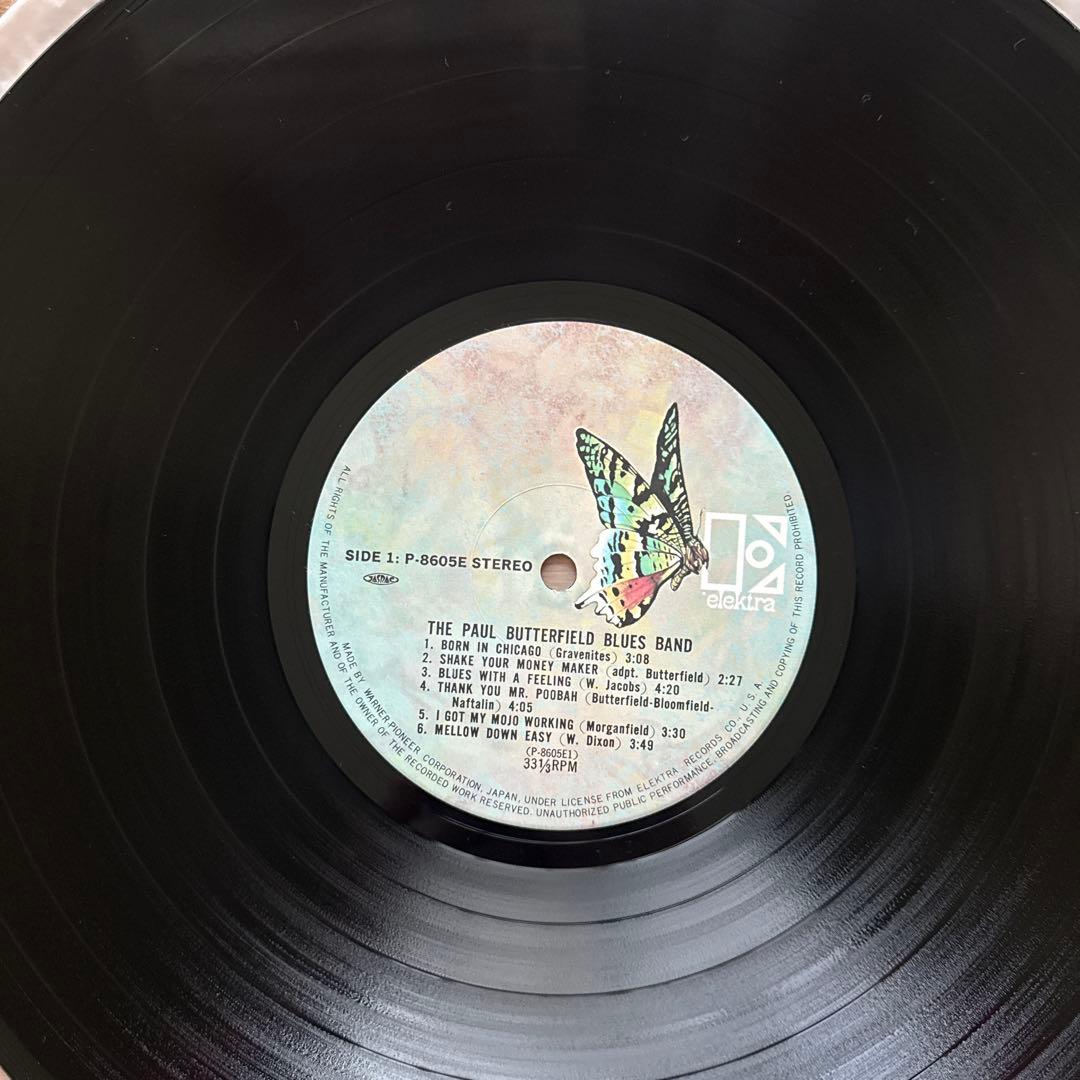 elektra
SIDE 1: P-8605E STEREO
JASRAC
THE PAUL BUTTERFIELD BLUES BAND
1. BORN IN CHICAGO (Gravenites) 3:08
2. SHAKE YOUR MONEY MAKER (adpt. Butterfield) 2:27
3. BLUES WITH A FEELING (W. Jacobs) 4:20
4. THANK YOU MR. POOBAH (Butterfield-Bloomfield-
Naftalin) 4:05
5. I GOT MY MOJO WORKING (Morganfield) 3:30
6. MELLOW DOWN EASY (W. Dixon) 3:49
(P-8605E1)
33⅓RPM
ALL RIGHTS OF THE MANUFACTURER AND OF THE OWNER OF THE RECORDED WORK RESERVED. UNAUTHORIZED PUBLIC PERFORMANCE, BROADCASTING AND COPYING OF THIS RECORD PROHIBITED.
MADE BY WARNER-PIONEER CORPORATION, JAPAN, UNDER LICENSE FROM ELEKTRA RECORDS CO., U. S. A.